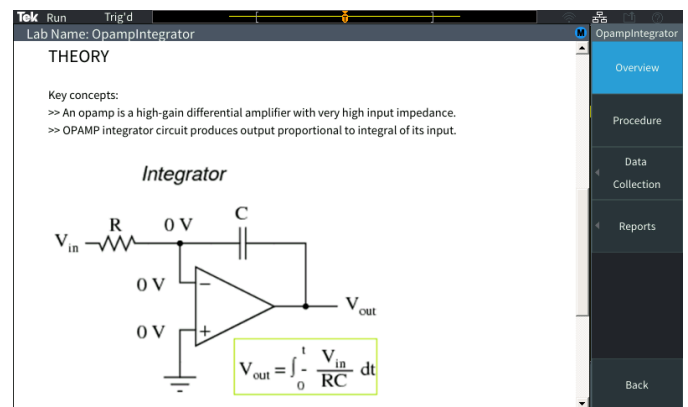 Tek Run Trig'd
Lab Name: OpampIntegrator
M
OpampIntegrator
THEORY
Key concepts:
>> An opamp is a high-gain differential amplifier with very high input impedance.
>> OPAMP integrator circuit produces output proportional to integral of its input.
Integrator
R 0 V C
Vin
0 V
-
Vout
0 V
+
Vout = ∫ 0 t - Vin / RC dt
Overview
Procedure
Data
Collection
Reports
Back